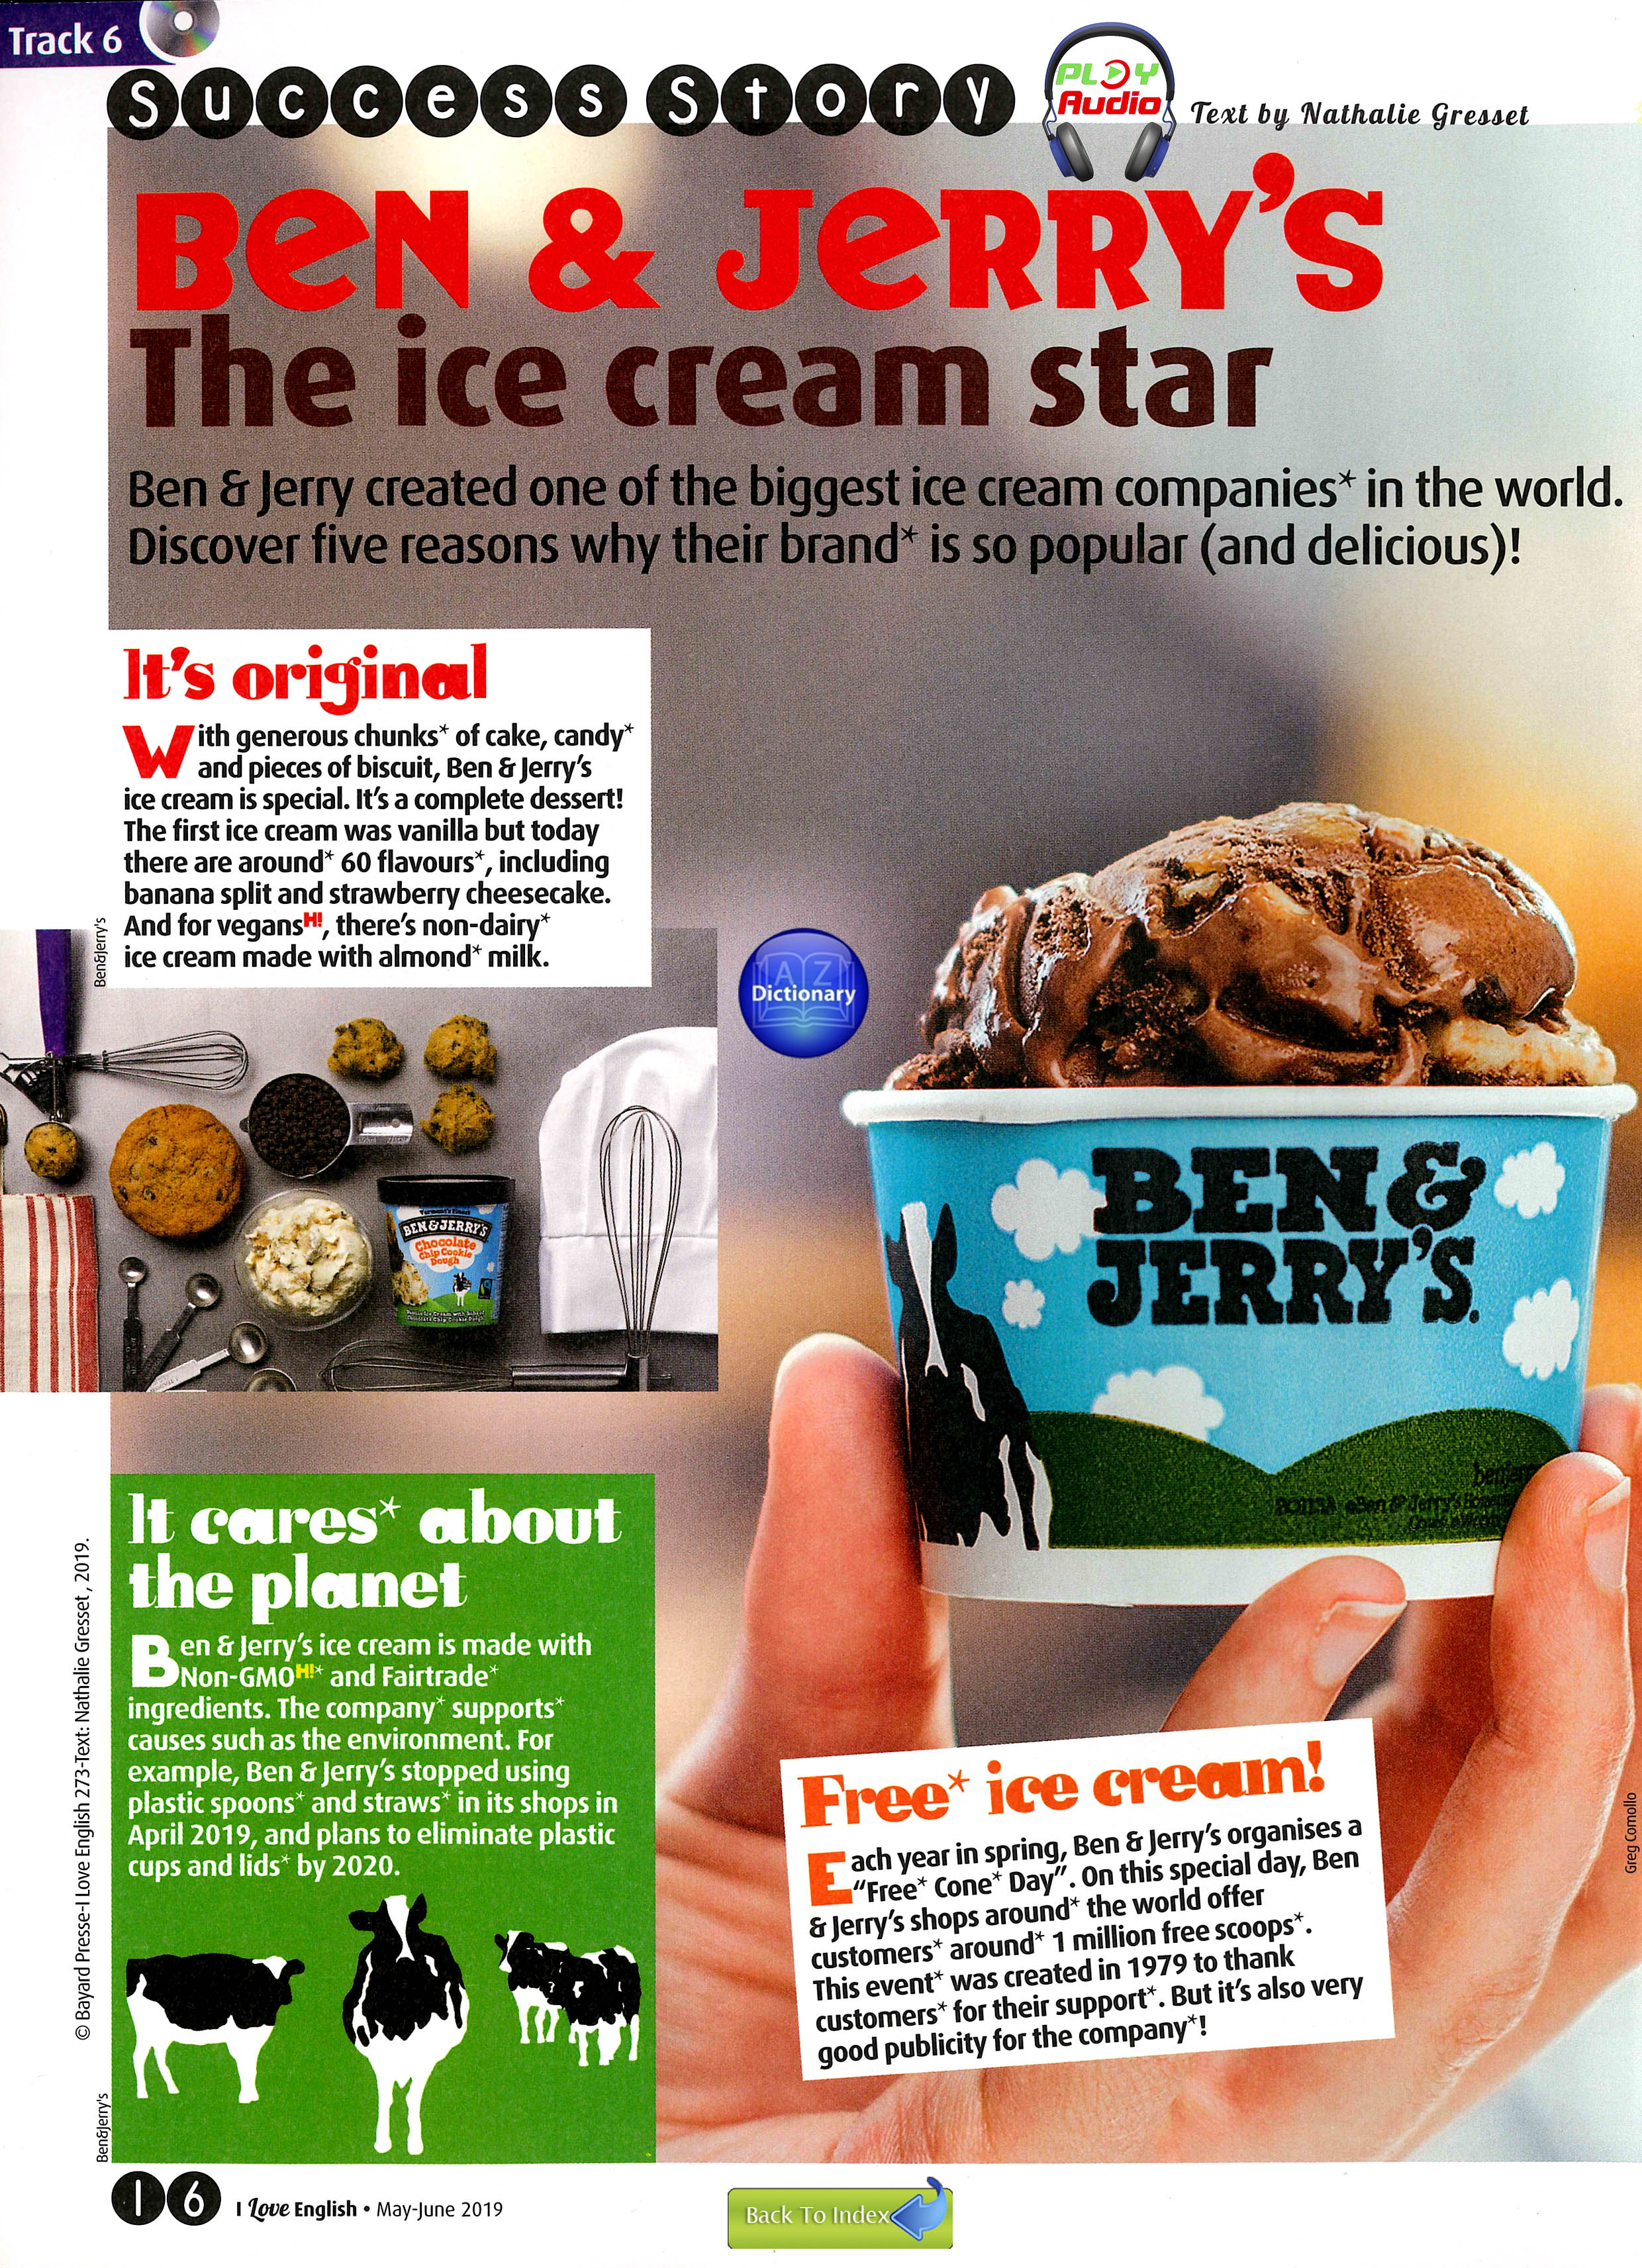 Track 6
Success Story
PLAY
Audio
Text by Nathalie Gresset
BEN & JERRY'S
The ice cream star
Ben & Jerry created one of the biggest ice cream companies* in the world.
Discover five reasons why their brand* is so popular (and delicious)!
It's original
With generous chunks* of cake, candy*
and pieces of biscuit, Ben & Jerry's
ice cream is special. It's a complete dessert!
The first ice cream was vanilla but today
there are around* 60 flavours*, including
banana split and strawberry cheesecake.
And for vegansH!, there's non-dairy*
ice cream made with almond* milk.
Ben&Jerry's
A Z
Dictionary
Vermont's Finest
BEN & JERRY'S
Chocolate
Chip Cookie
Dough
BEN &
JERRY'S.
It cares* about
the planet
Ben & Jerry's ice cream is made with
Non-GMOH!* and Fairtrade*
ingredients. The company* supports*
causes such as the environment. For
example, Ben & Jerry's stopped using
plastic spoons* and straws* in its shops in
April 2019, and plans to eliminate plastic
cups and lids* by 2020.
© Bayard Presse-I Love English 273-Text: Nathalie Gresset, 2019.
Ben&Jerry's
Free* ice cream!
Each year in spring, Ben & Jerry's organises a
"Free* Cone* Day". On this special day, Ben
& Jerry's shops around* the world offer
customers* around* 1 million free scoops*.
This event* was created in 1979 to thank
customers* for their support*. But it's also very
good publicity for the company*!
Greg Comollo
16
I Love English • May-June 2019
Back To Index